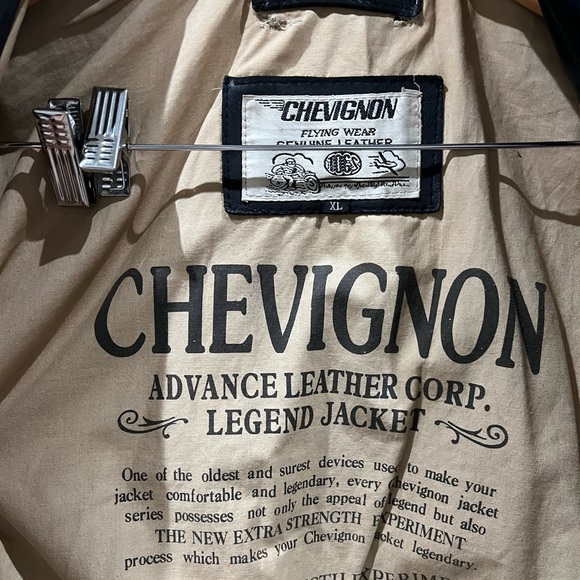 CHEVIGNON
FLYING WEAR
GENUINE LEATHER
XL
CHEVIGNON
ADVANCE LEATHER CORP.
LEGEND JACKET
One of the oldest and surest devices used to make your
jacket comfortable and legendary, every Chevignon jacket
series possesses not only the appeal of legend but also
THE NEW EXTRA STRENGTH EXPERIMENT
process which makes your Chevignon jacket legendary.